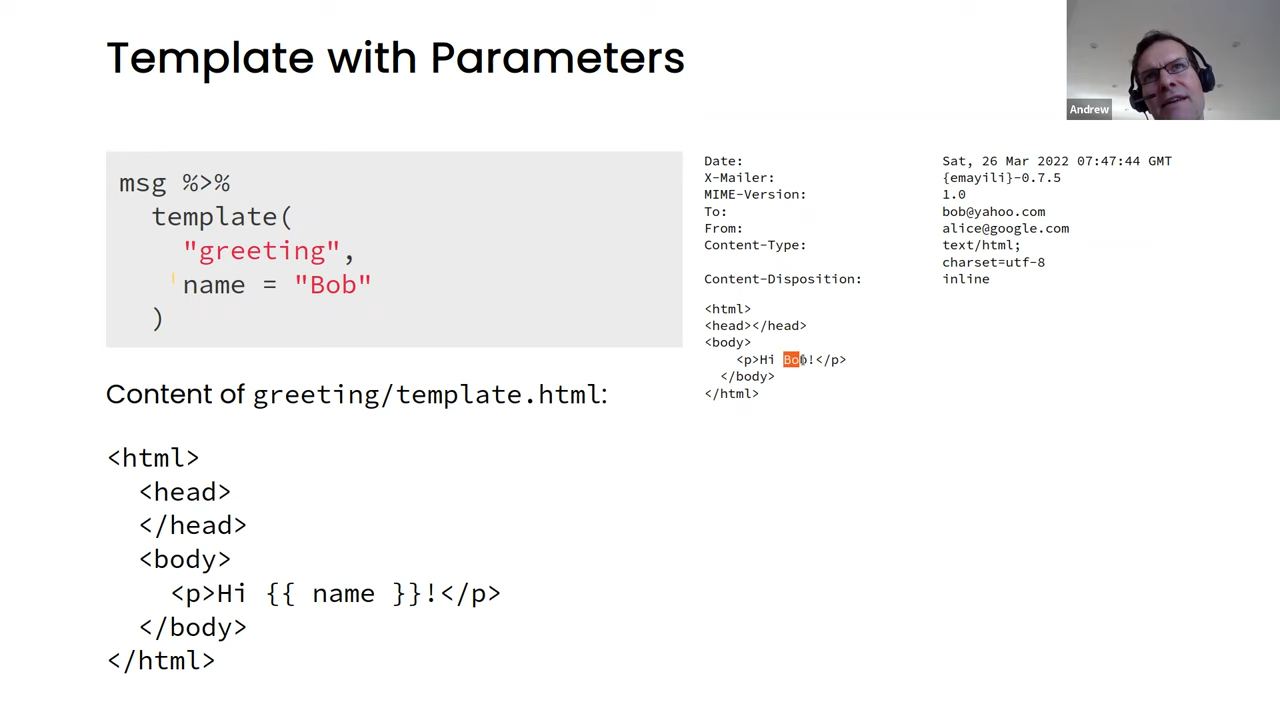 Template with Parameters
Andrew
msg %>%
template(
"greeting",
name = "Bob"
)
Content of greeting/template.html:
<html>
<head>
</head>
<body>
<p>Hi {{ name }}!</p>
</body>
</html>
Date: Sat, 26 Mar 2022 07:47:44 GMT
X-Mailer: {emayili}-0.7.5
MIME-Version: 1.0
To: bob@yahoo.com
From: alice@google.com
Content-Type: text/html;
charset=utf-8
Content-Disposition: inline
<html>
<head></head>
<body>
<p>Hi Bob!</p>
</body>
</html>